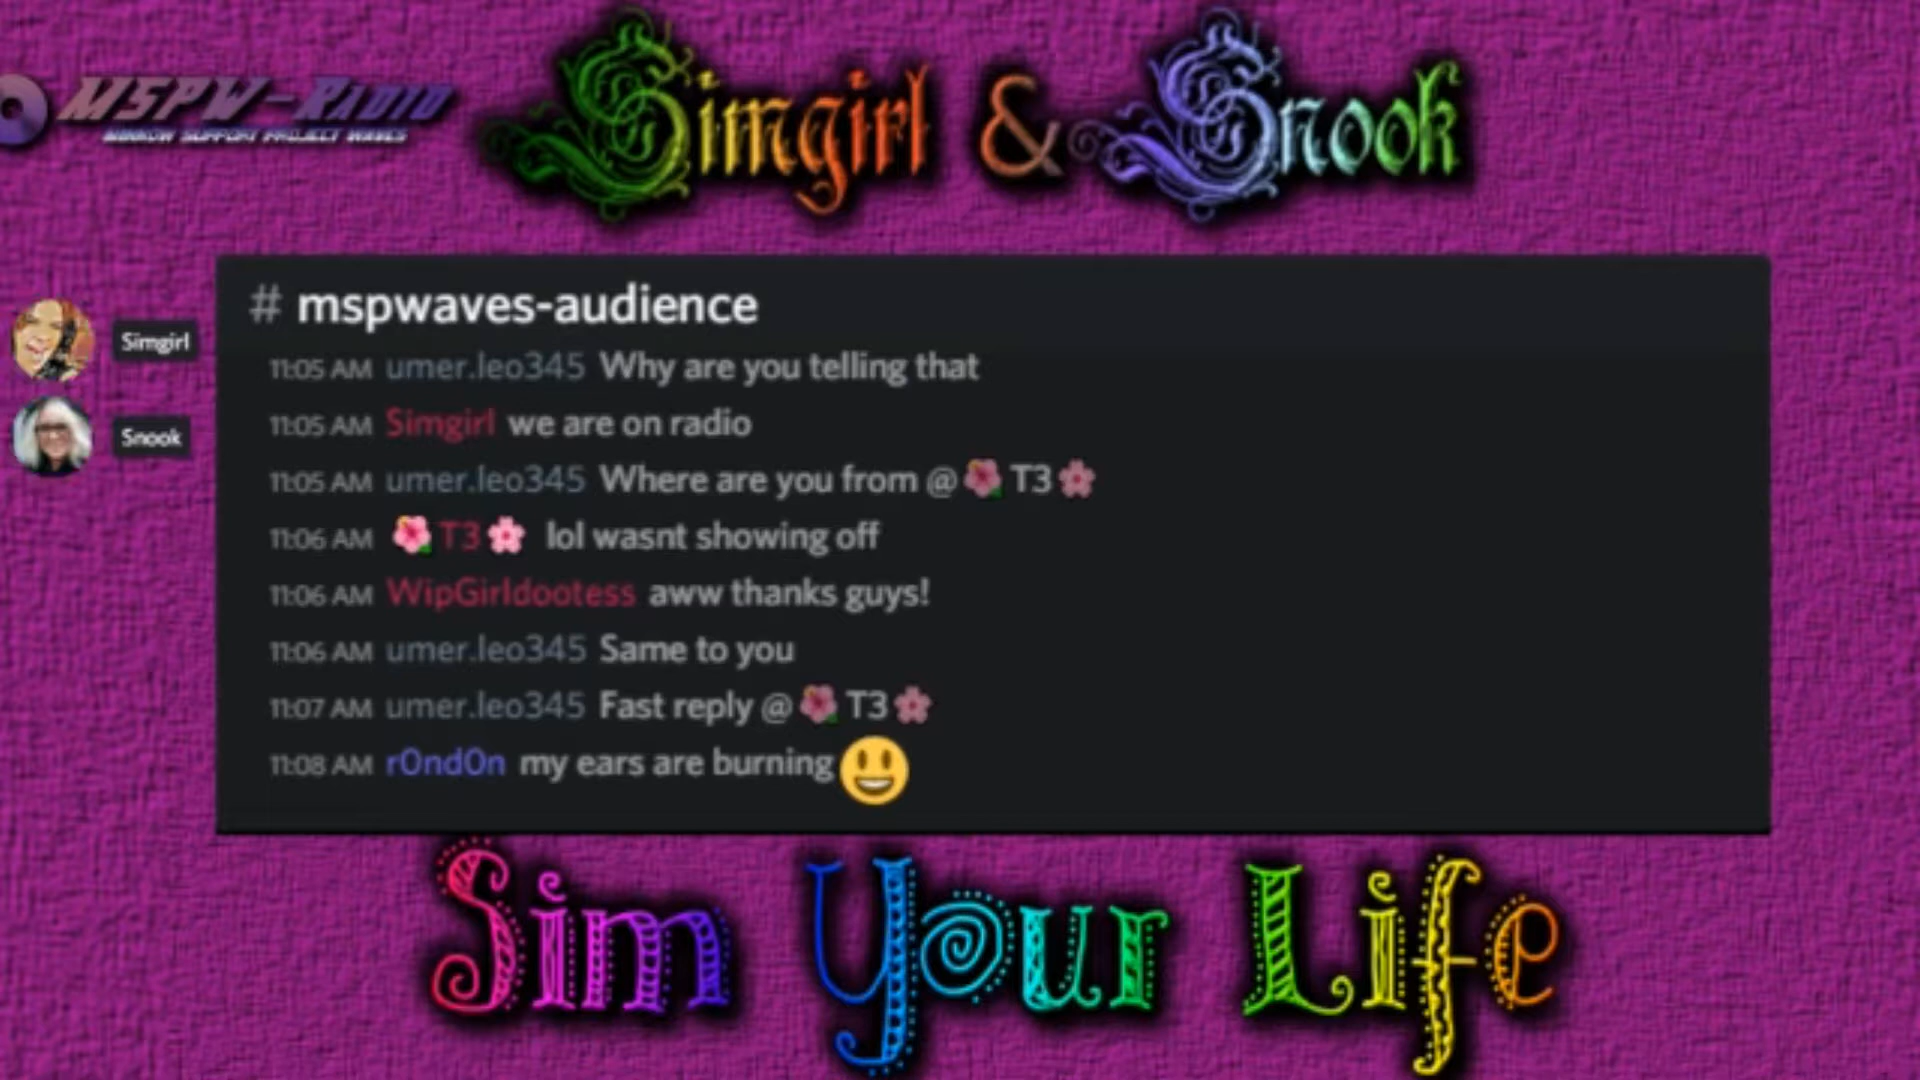 Simgirl & Snook
MSPW-Radio
MINNOW SUPPORT PROJECT WAVES
# mspwaves-audience
Simgirl
Snook
11:05 AM umer.leo345 Why are you telling that
11:05 AM Simgirl we are on radio
11:05 AM umer.leo345 Where are you from @🌺T3🌸
11:06 AM 🌺T3🌸 lol wasnt showing off
11:06 AM WipGirldootess aww thanks guys!
11:06 AM umer.leo345 Same to you
11:07 AM umer.leo345 Fast reply @🌺T3🌸
11:08 AM r0nd0n my ears are burning😃
Sim Your Life